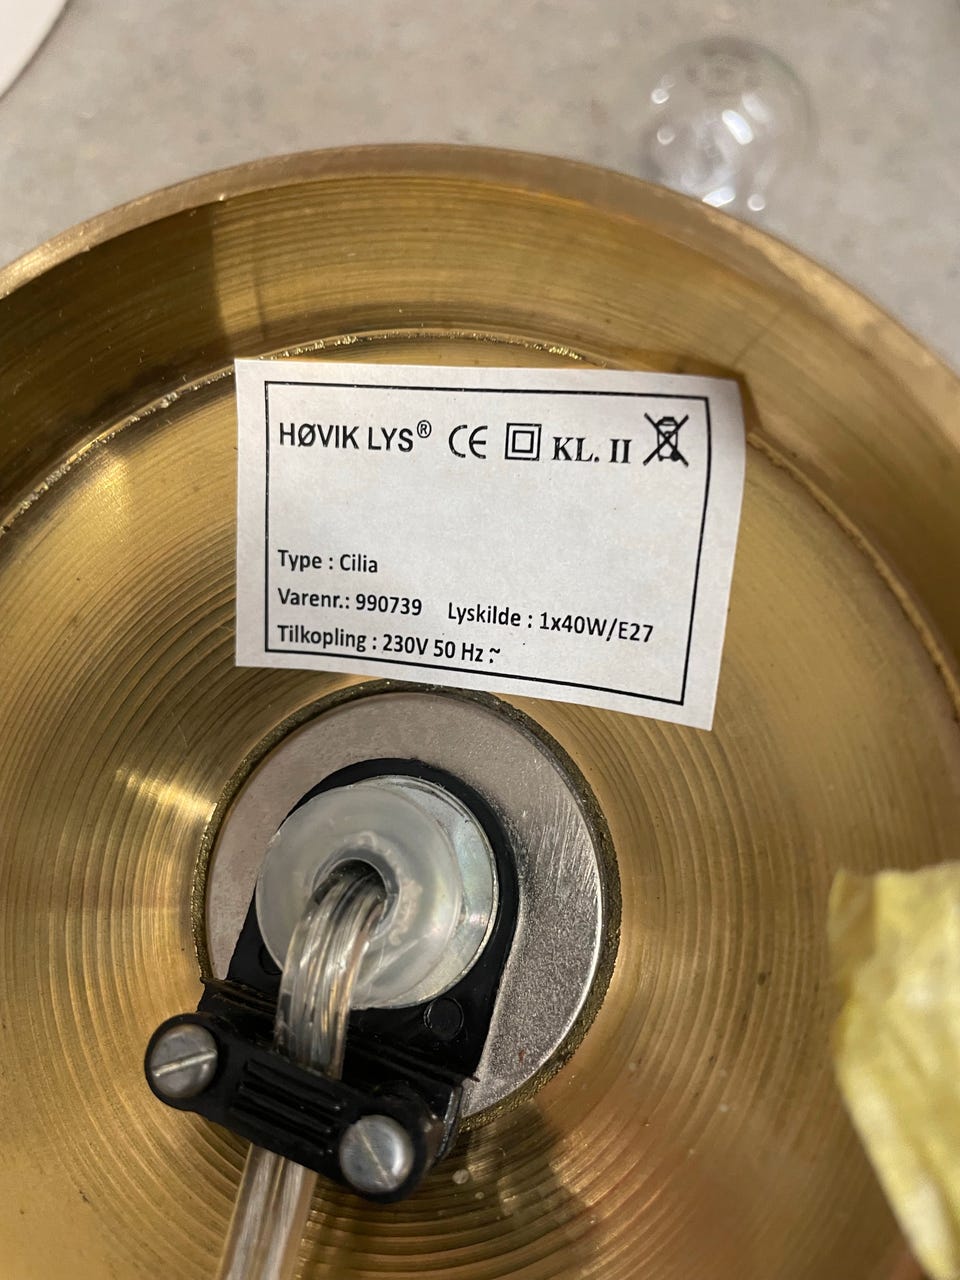 HØVIK LYS® CE KL. II
Type : Cilia
Varenr.: 990739 Lyskilde : 1x40W/E27
Tilkopling : 230V 50 Hz ~